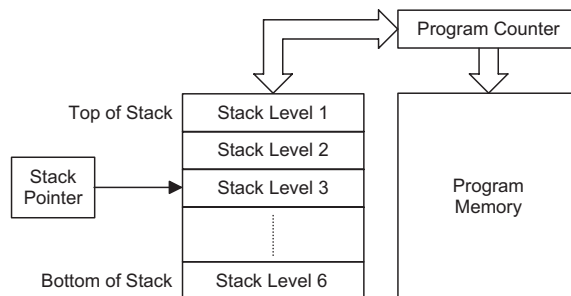 Program Counter
Top of Stack
Stack Level 1
Stack Level 2
Stack
Pointer
Stack Level 3
Program
Memory
Bottom of Stack
Stack Level 6